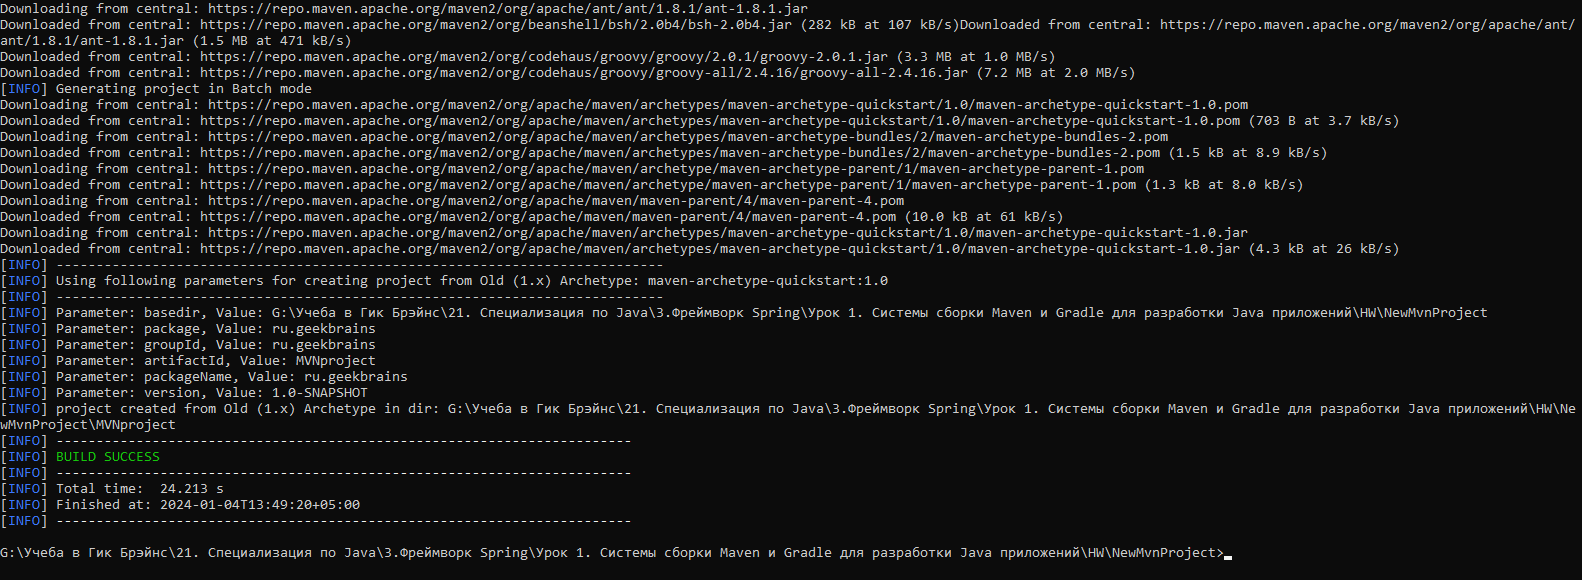 Downloading from central: https://repo.maven.apache.org/maven2/org/apache/ant/ant/1.8.1/ant-1.8.1.jar
Downloaded from central: https://repo.maven.apache.org/maven2/org/beanshell/bsh/2.0b4/bsh-2.0b4.jar (282 kB at 107 kB/s)Downloaded from central: https://repo.maven.apache.org/maven2/org/apache/ant/
ant/1.8.1/ant-1.8.1.jar (1.5 MB at 471 kB/s)
Downloaded from central: https://repo.maven.apache.org/maven2/org/codehaus/groovy/groovy/2.0.1/groovy-2.0.1.jar (3.3 MB at 1.0 MB/s)
Downloaded from central: https://repo.maven.apache.org/maven2/org/codehaus/groovy/groovy-all/2.4.16/groovy-all-2.4.16.jar (7.2 MB at 2.0 MB/s)
[INFO] Generating project in Batch mode
Downloading from central: https://repo.maven.apache.org/maven2/org/apache/maven/archetypes/maven-archetype-quickstart/1.0/maven-archetype-quickstart-1.0.pom
Downloaded from central: https://repo.maven.apache.org/maven2/org/apache/maven/archetypes/maven-archetype-quickstart/1.0/maven-archetype-quickstart-1.0.pom (703 B at 3.7 kB/s)
Downloading from central: https://repo.maven.apache.org/maven2/org/apache/maven/archetypes/maven-archetype-bundles/2/maven-archetype-bundles-2.pom
Downloaded from central: https://repo.maven.apache.org/maven2/org/apache/maven/archetypes/maven-archetype-bundles/2/maven-archetype-bundles-2.pom (1.5 kB at 8.9 kB/s)
Downloading from central: https://repo.maven.apache.org/maven2/org/apache/maven/archetype/maven-archetype-parent/1/maven-archetype-parent-1.pom
Downloaded from central: https://repo.maven.apache.org/maven2/org/apache/maven/archetype/maven-archetype-parent/1/maven-archetype-parent-1.pom (1.3 kB at 8.0 kB/s)
Downloading from central: https://repo.maven.apache.org/maven2/org/apache/maven/maven-parent/4/maven-parent-4.pom
Downloaded from central: https://repo.maven.apache.org/maven2/org/apache/maven/maven-parent/4/maven-parent-4.pom (10.0 kB at 61 kB/s)
Downloading from central: https://repo.maven.apache.org/maven2/org/apache/maven/archetypes/maven-archetype-quickstart/1.0/maven-archetype-quickstart-1.0.jar
Downloaded from central: https://repo.maven.apache.org/maven2/org/apache/maven/archetypes/maven-archetype-quickstart/1.0/maven-archetype-quickstart-1.0.jar (4.3 kB at 26 kB/s)
[INFO] ----------------------------------------------------------------------------
[INFO] Using following parameters for creating project from Old (1.x) Archetype: maven-archetype-quickstart:1.0
[INFO] ----------------------------------------------------------------------------
[INFO] Parameter: basedir, Value: G:\Учеба в Гик Брэйнс\21. Специализация по Java\3.Фреймворк Spring\Урок 1. Системы сборки Maven и Gradle для разработки Java приложений\HW\NewMvnProject
[INFO] Parameter: package, Value: ru.geekbrains
[INFO] Parameter: groupId, Value: ru.geekbrains
[INFO] Parameter: artifactId, Value: MVNproject
[INFO] Parameter: packageName, Value: ru.geekbrains
[INFO] Parameter: version, Value: 1.0-SNAPSHOT
[INFO] project created from Old (1.x) Archetype in dir: G:\Учеба в Гик Брэйнс\21. Специализация по Java\3.Фреймворк Spring\Урок 1. Системы сборки Maven и Gradle для разработки Java приложений\HW\Ne
wMvnProject\MVNproject
[INFO] ------------------------------------------------------------------------
[INFO] BUILD SUCCESS
[INFO] ------------------------------------------------------------------------
[INFO] Total time:  24.213 s
[INFO] Finished at: 2024-01-04T13:49:20+05:00
[INFO] ------------------------------------------------------------------------
G:\Учеба в Гик Брэйнс\21. Специализация по Java\3.Фреймворк Spring\Урок 1. Системы сборки Maven и Gradle для разработки Java приложений\HW\NewMvnProject>